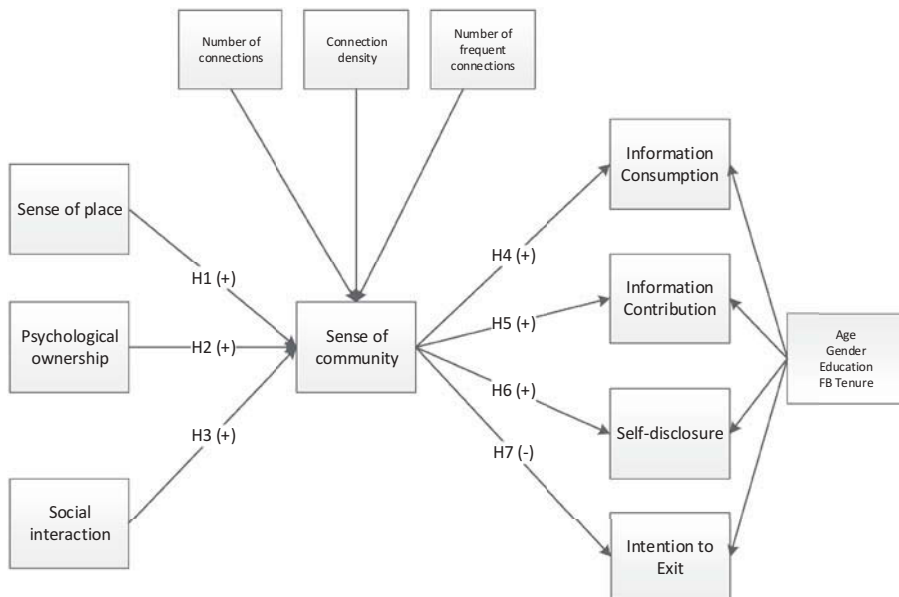 Number of
connections
Connection
density
Number of
frequent
connections
Sense of place
H1 (+)
Psychological
ownership
H2 (+)
Social
interaction
H3 (+)
Sense of
community
H4 (+)
H5 (+)
H6 (+)
H7 (-)
Information
Consumption
Information
Contribution
Self-disclosure
Intention to
Exit
Age
Gender
Education
FB Tenure